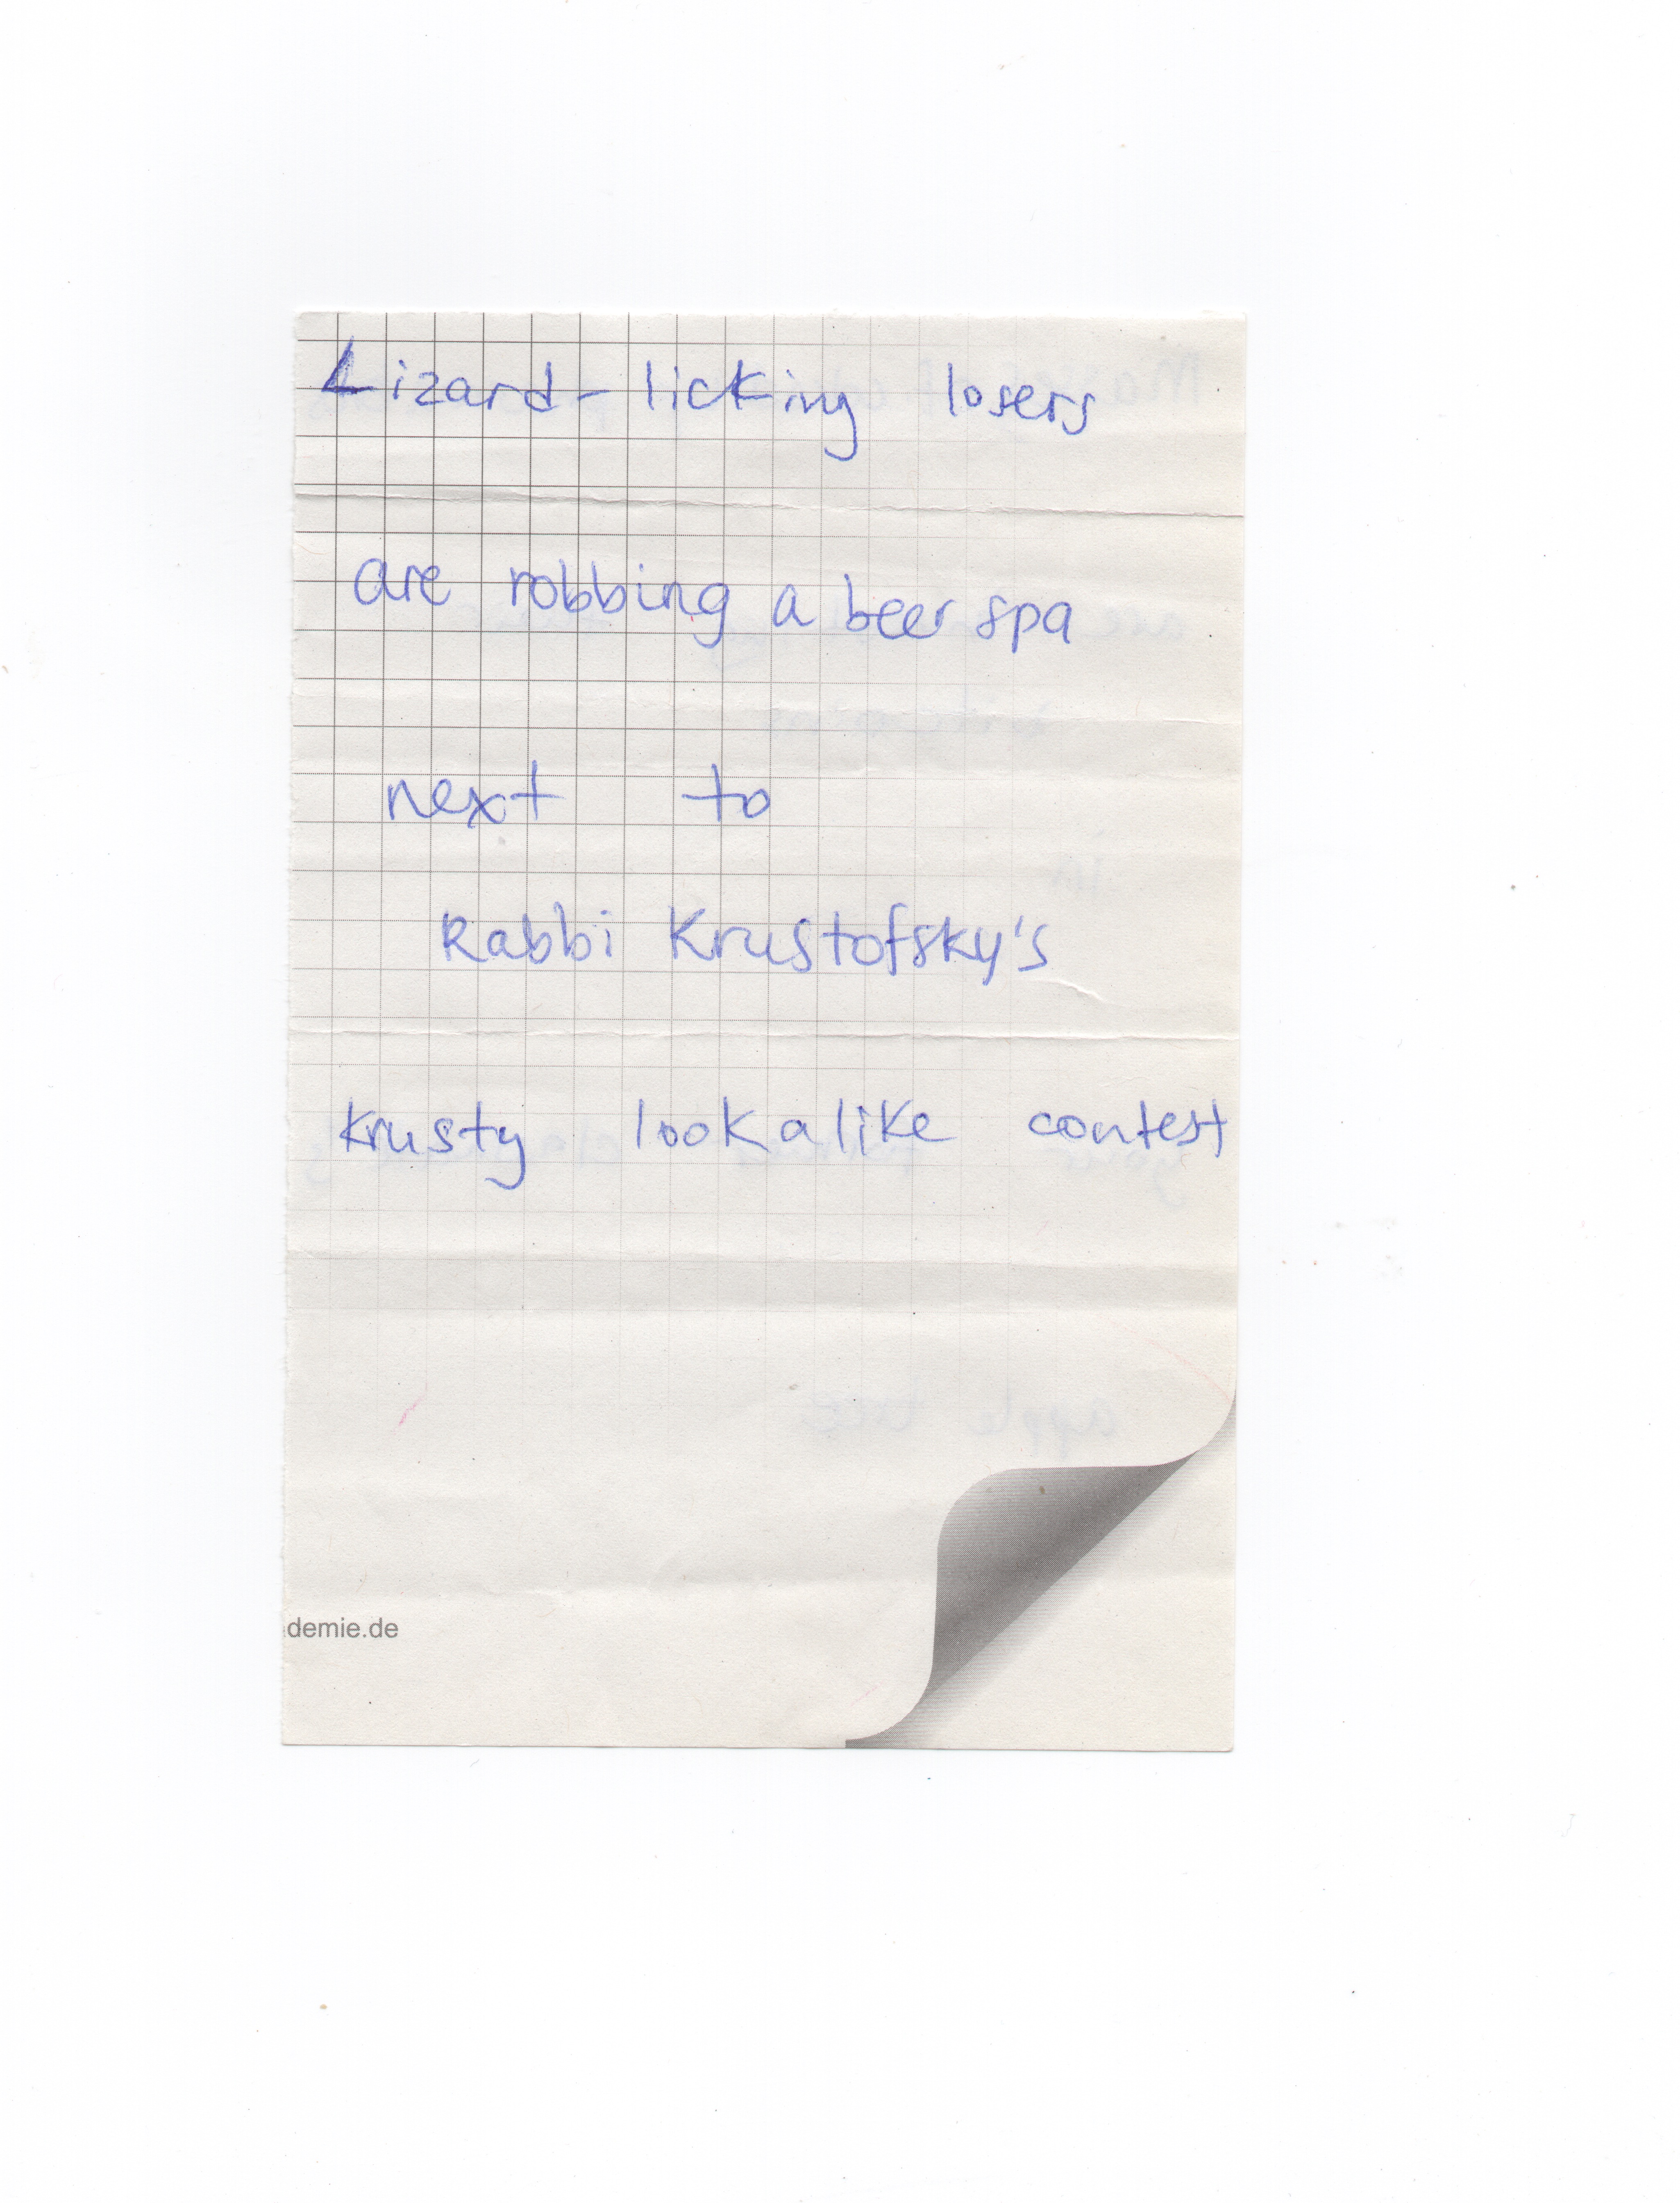 Lizard-licking losers
are robbing a beer spa
next to
Rabbi Krustofsky's
Krusty lookalike contest
demie.de